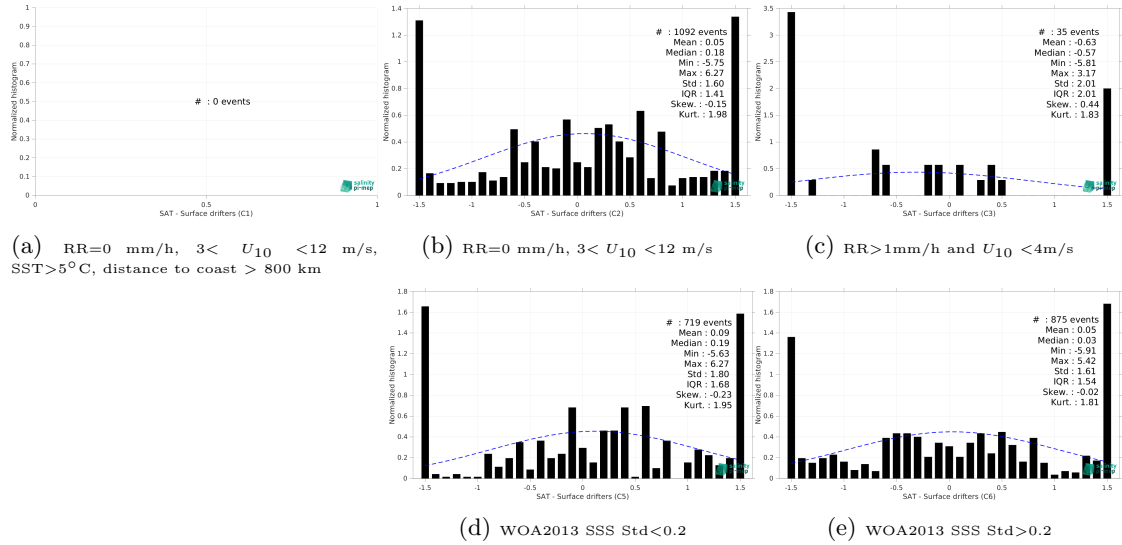 1
0.9
0.8
0.7
0.6
0.5
0.4
0.3
0.2
0.1
0
Normalized histogram
# : 0 events
salinity
pi-mep
0 0.5 1
SAT - Surface drifters (C1)
(a) RR=0 mm/h, 3< U10 <12 m/s,
SST>5°C, distance to coast > 800 km
1.4
1.2
1
0.8
0.6
0.4
0.2
0
Normalized histogram
# : 1092 events
Mean : 0.05
Median : 0.18
Min : -5.75
Max : 6.27
Std : 1.60
IQR : 1.41
Skew. : -0.15
Kurt. : 1.98
salinity
pi-mep
-1.5 -1 -0.5 0 0.5 1 1.5
SAT - Surface drifters (C2)
(b) RR=0 mm/h, 3< U10 <12 m/s
3.5
3
2.5
2
1.5
1
0.5
0
Normalized histogram
# : 35 events
Mean : -0.63
Median : -0.57
Min : -5.81
Max : 3.17
Std : 2.01
IQR : 2.01
Skew. : 0.44
Kurt. : 1.83
salinity
pi-mep
-1.5 -1 -0.5 0 0.5 1 1.5
SAT - Surface drifters (C3)
(c) RR>1mm/h and U10 <4m/s
1.8
1.6
1.4
1.2
1
0.8
0.6
0.4
0.2
0
Normalized histogram
# : 719 events
Mean : 0.09
Median : 0.19
Min : -5.63
Max : 6.27
Std : 1.80
IQR : 1.68
Skew. : -0.23
Kurt. : 1.95
salinity
pi-mep
-1.5 -1 -0.5 0 0.5 1 1.5
SAT - Surface drifters (C5)
(d) WOA2013 SSS Std<0.2
1.8
1.6
1.4
1.2
1
0.8
0.6
0.4
0.2
0
Normalized histogram
# : 875 events
Mean : 0.05
Median : 0.03
Min : -5.91
Max : 5.42
Std : 1.61
IQR : 1.54
Skew. : -0.02
Kurt. : 1.81
salinity
pi-mep
-1.5 -1 -0.5 0 0.5 1 1.5
SAT - Surface drifters (C6)
(e) WOA2013 SSS Std>0.2